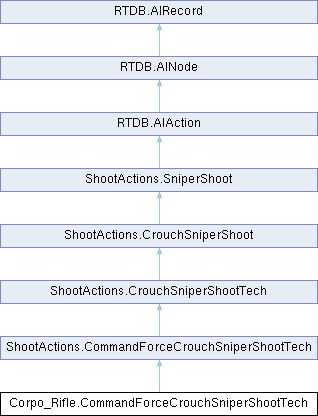 RTDB.AIRecord
RTDB.AINode
RTDB.AIAction
ShootActions.SniperShoot
ShootActions.CrouchSniperShoot
ShootActions.CrouchSniperShootTech
ShootActions.CommandForceCrouchSniperShootTech
Corpo_Rifle.CommandForceCrouchSniperShootTech